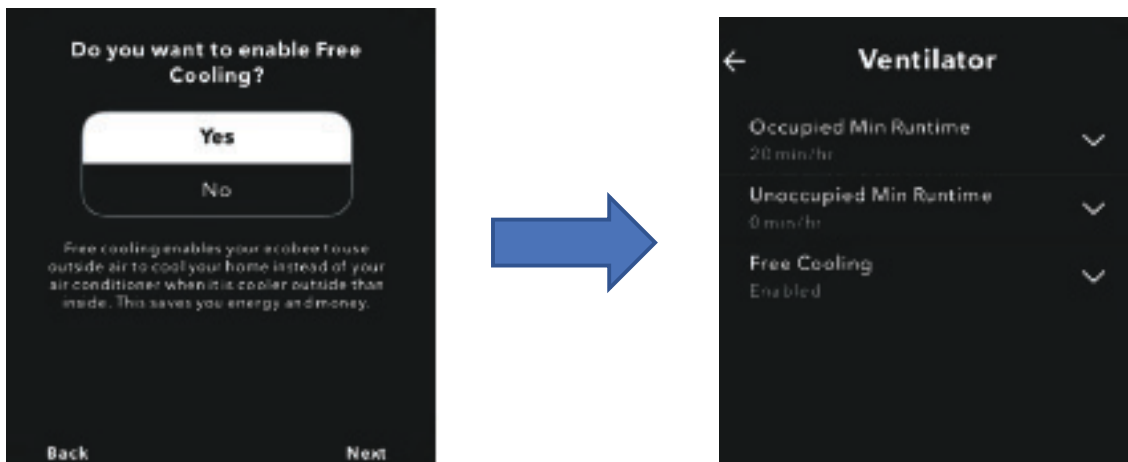 Do you want to enable Free
Cooling?
Yes
No
Free cooling enables your ecobee to use
outside air to cool your home instead of your
air conditioner when it is cooler outside than
inside. This saves you energy and money.
Back
Next
Ventilator
Occupied Min Runtime
20 min/hr
Unoccupied Min Runtime
0 min/hr
Free Cooling
Enabled